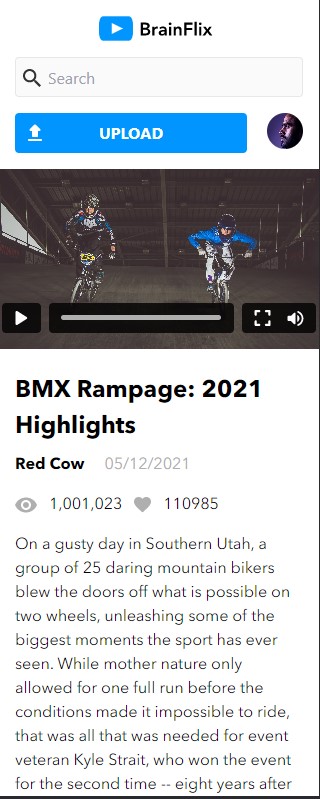 BrainFlix
Search
UPLOAD
BMX Rampage: 2021
Highlights
Red Cow 05/12/2021
1,001,023 110985
On a gusty day in Southern Utah, a
group of 25 daring mountain bikers
blew the doors off what is possible on
two wheels, unleashing some of the
biggest moments the sport has ever
seen. While mother nature only
allowed for one full run before the
conditions made it impossible to ride,
that was all that was needed for event
veteran Kyle Strait, who won the event
for the second time -- eight years after